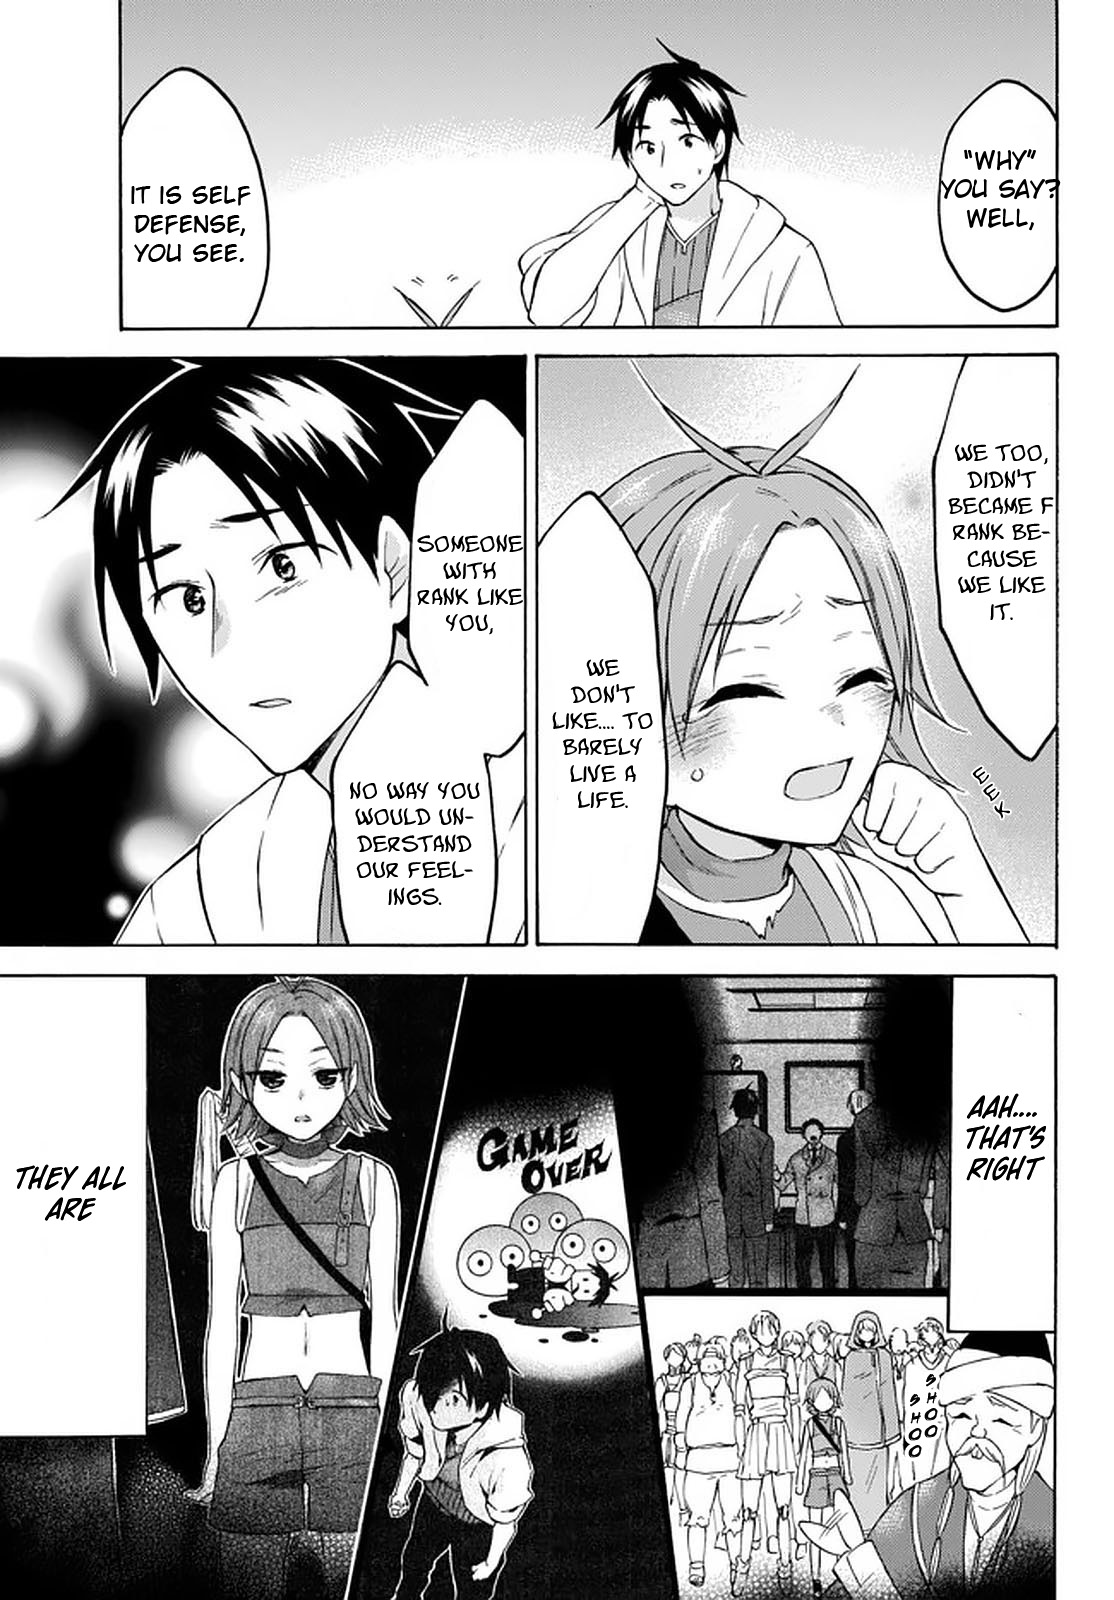 "WHY"
YOU SAY?
WELL,
IT IS SELF
DEFENSE,
YOU SEE.
WE TOO,
DIDN'T
BECAME F
RANK BE-
CAUSE
WE LIKE
IT.
WE
DON'T
LIKE.... TO
BARELY
LIVE A
LIFE.
EEK
SOMEONE
WITH
RANK LIKE
YOU,
NO WAY YOU
WOULD UN-
DERSTAND
OUR FEEL-
INGS.
AAH....
THAT'S
RIGHT
SHOO
SHOO
GAME
OVER
THEY ALL
ARE